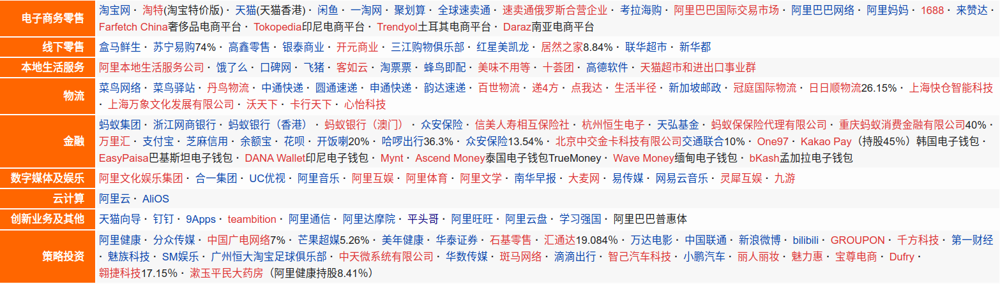 电子商务零售
淘宝网· 淘特(淘宝特价版)· 天猫(天猫香港)· 闲鱼· 一淘网· 聚划算· 全球速卖通· 速卖通俄罗斯合营企业· 考拉海购· 阿里巴巴国际交易市场· 阿里巴巴网络· 阿里妈妈· 1688· 来赞达·
Farfetch China奢侈品电商平台· Tokopedia印尼电商平台· Trendyol土耳其电商平台· Daraz南亚电商平台
线下零售
盒马鲜生· 苏宁易购74%· 高鑫零售· 银泰商业· 开元商业· 三江购物俱乐部· 红星美凯龙· 居然之家8.84%· 联华超市· 新华都
本地生活服务
阿里本地生活服务公司· 饿了么· 口碑网· 飞猪· 客如云· 淘票票· 蜂鸟即配· 美味不用等· 十荟团· 高德软件· 天猫超市和进出口事业群
物流
菜鸟网络· 菜鸟驿站· 丹鸟物流· 中通快递· 圆通速递· 申通快递· 韵达速递· 百世物流· 递4方· 点我达· 生活半径· 新加坡邮政· 冠庭国际物流· 日日顺物流26.15%· 上海快仓智能科技
· 上海万象文化发展有限公司· 沃天下· 卡行天下· 心怡科技
金融
蚂蚁集团· 浙江网商银行· 蚂蚁银行（香港）· 蚂蚁银行（澳门）· 众安保险· 信美人寿相互保险社· 杭州恒生电子· 天弘基金· 蚂蚁保保险代理有限公司· 重庆蚂蚁消费金融有限公司40%·
万里汇· 支付宝· 芝麻信用· 余额宝· 花呗· 开饭喇20%· 哈啰出行36.3%· 众安保险13.54%· 北京中交金卡科技有限公司交通联合10%· One97· Kakao Pay（持股45%）韩国电子钱包·
EasyPaisa巴基斯坦电子钱包· DANA Wallet印尼电子钱包· Mynt· Ascend Money泰国电子钱包TrueMoney· Wave Money缅甸电子钱包· bKash孟加拉电子钱包
数字媒体及娱乐
阿里文化娱乐集团· 合一集团· UC优视· 阿里音乐· 阿里互娱· 阿里体育· 阿里文学· 南华早报· 大麦网· 易传媒· 网易云音乐· 灵犀互娱· 九游
云计算
阿里云· AliOS
创新业务及其他
天猫向导· 钉钉· 9Apps· teambition· 阿里通信· 阿里达摩院· 平头哥· 阿里旺旺· 阿里云盘· 学习强国· 阿里巴巴普惠体
策略投资
阿里健康· 分众传媒· 中国广电网络7%· 芒果超媒5.26%· 美年健康· 华泰证券· 石基零售· 汇通达19.084%· 万达电影· 中国联通· 新浪微博· bilibili· GROUPON· 千方科技· 第一财经
· 魅族科技· SM娱乐· 广州恒大淘宝足球俱乐部· 中天微系统有限公司· 华数传媒· 斑马网络· 滴滴出行· 智己汽车科技· 小鹏汽车· 丽人丽妆· 魅力惠· 宝尊电商· Dufry·
翱捷科技17.15%· 漱玉平民大药房（阿里健康持股8.41%）